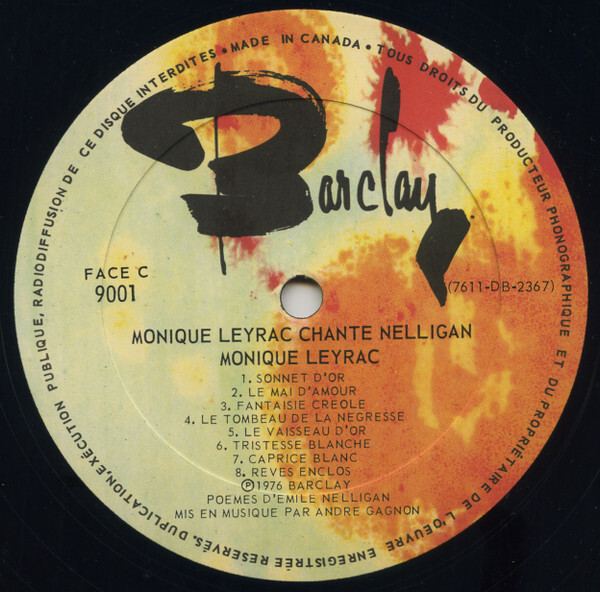 CE DISQUE INTERDITES • MADE IN CANADA • TOUS DROITS DU PRODUCTEUR PHONOGRAPHIQUE ET DU PROPRIÉTAIRE DE L'OEUVRE ENREGISTRÉE RESERVÉS. DUPLICATION, EXÉCUTION PUBLIQUE, RADIODIFFUSION DE
Barclay
FACE C
9001
(7611-DB-2367)
MONIQUE LEYRAC CHANTE NELLIGAN
MONIQUE LEYRAC
1. SONNET D'OR
2. LE MAI D'AMOUR
3. FANTAISIE CREOLE
4. LE TOMBEAU DE LA NEGRESSE
5. LE VAISSEAU D'OR
6. TRISTESSE BLANCHE
7. CAPRICE BLANC
8. REVES ENCLOS
Ⓟ1976 BARCLAY
POEMES D'EMILE NELLIGAN
MIS EN MUSIQUE PAR ANDRE GAGNON